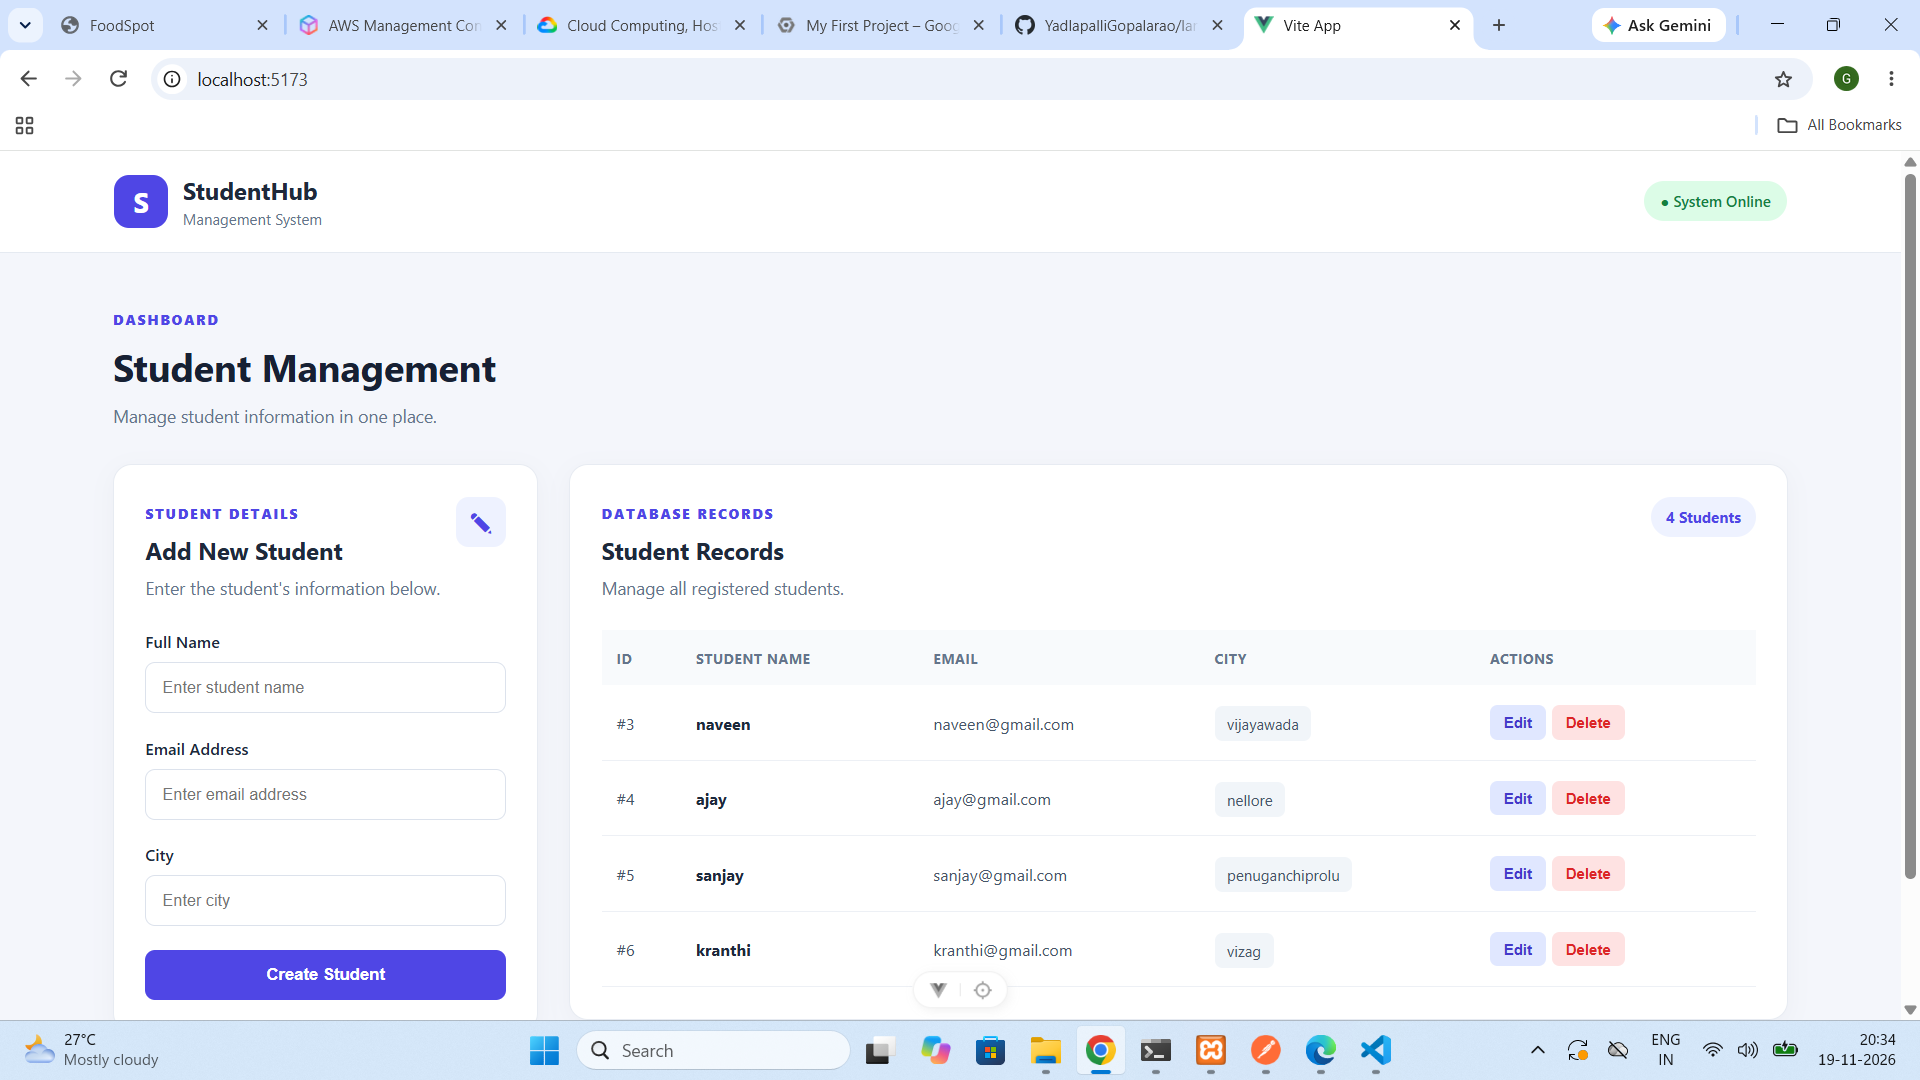 FoodSpot
AWS Management Con
Cloud Computing, Hos
My First Project – Goog
YadlapalliGopalarao/lar
Vite App
Ask Gemini
localhost:5173
G
All Bookmarks
S
StudentHub
Management System
● System Online
DASHBOARD
Student Management
Manage student information in one place.
STUDENT DETAILS
Add New Student
Enter the student's information below.
Full Name
Enter student name
Email Address
Enter email address
City
Enter city
Create Student
DATABASE RECORDS
4 Students
Student Records
Manage all registered students.
ID STUDENT NAME EMAIL CITY ACTIONS
#3 naveen naveen@gmail.com vijayawada Edit Delete
#4 ajay ajay@gmail.com nellore Edit Delete
#5 sanjay sanjay@gmail.com penuganchiprolu Edit Delete
#6 kranthi kranthi@gmail.com vizag Edit Delete
27°C
Mostly cloudy
Search
ENG
IN
20:34
19-11-2026